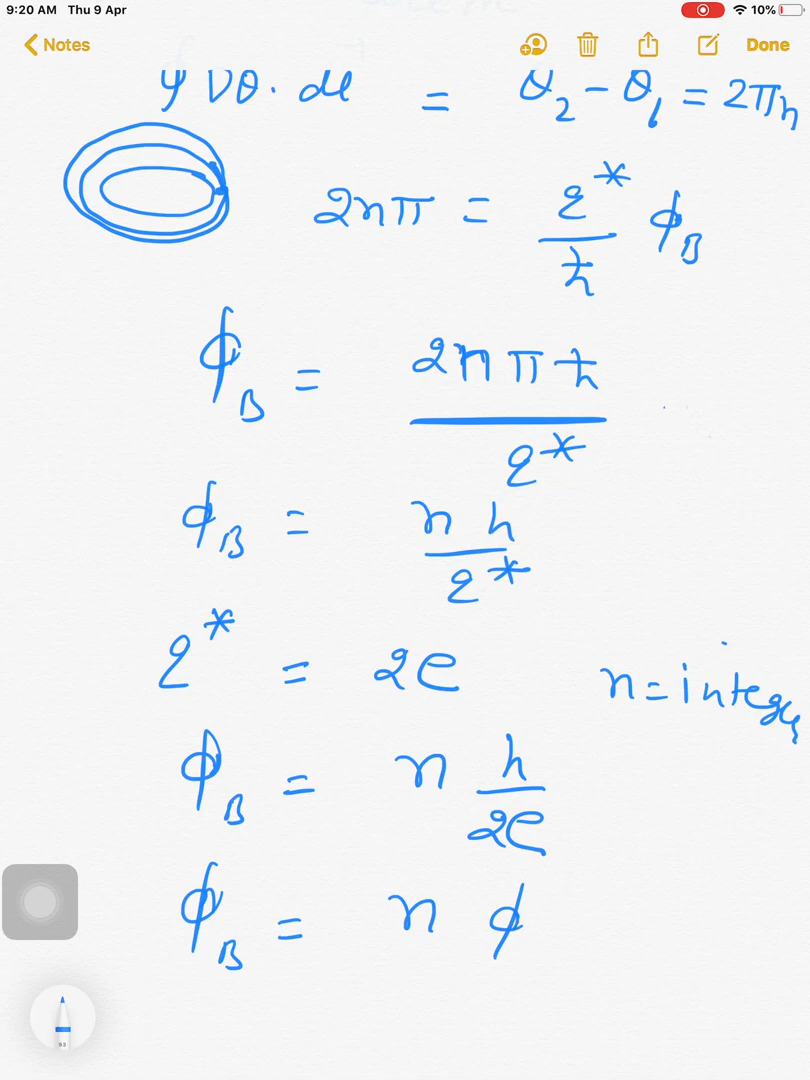 9:20 AM Thu 9 Apr 10%
Notes Done
∮ ∇θ · dl = θ₂ − θ₁ = 2πn
2nπ = q*/ħ ϕ_B
ϕ_B = 2nπħ/q*
ϕ_B = nh/q*
q* = 2e n = integer
ϕ_B = n h/2e
ϕ_B = n ϕ
93